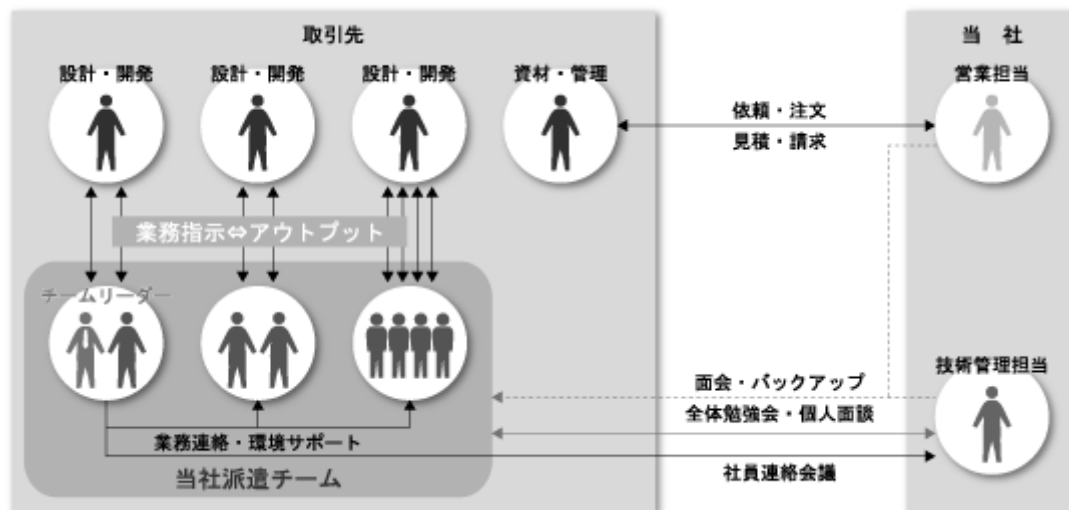 取引先
当 社
設計・開発
設計・開発
設計・開発
資材・管理
営業担当
依頼・注文
見積・請求
業務指示⇔アウトプット
チームリーダー
技術管理担当
面会・バックアップ
全体勉強会・個人面談
業務連絡・環境サポート
社員連絡会議
当社派遣チーム